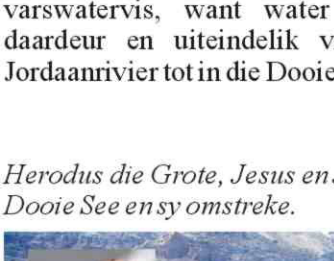 varswatervis, want water
daardeur en uiteindelik
Jordaanrivier tot in die Dooie
Herodus die Grote, Jesus en
Dooie See en sy omstreke.